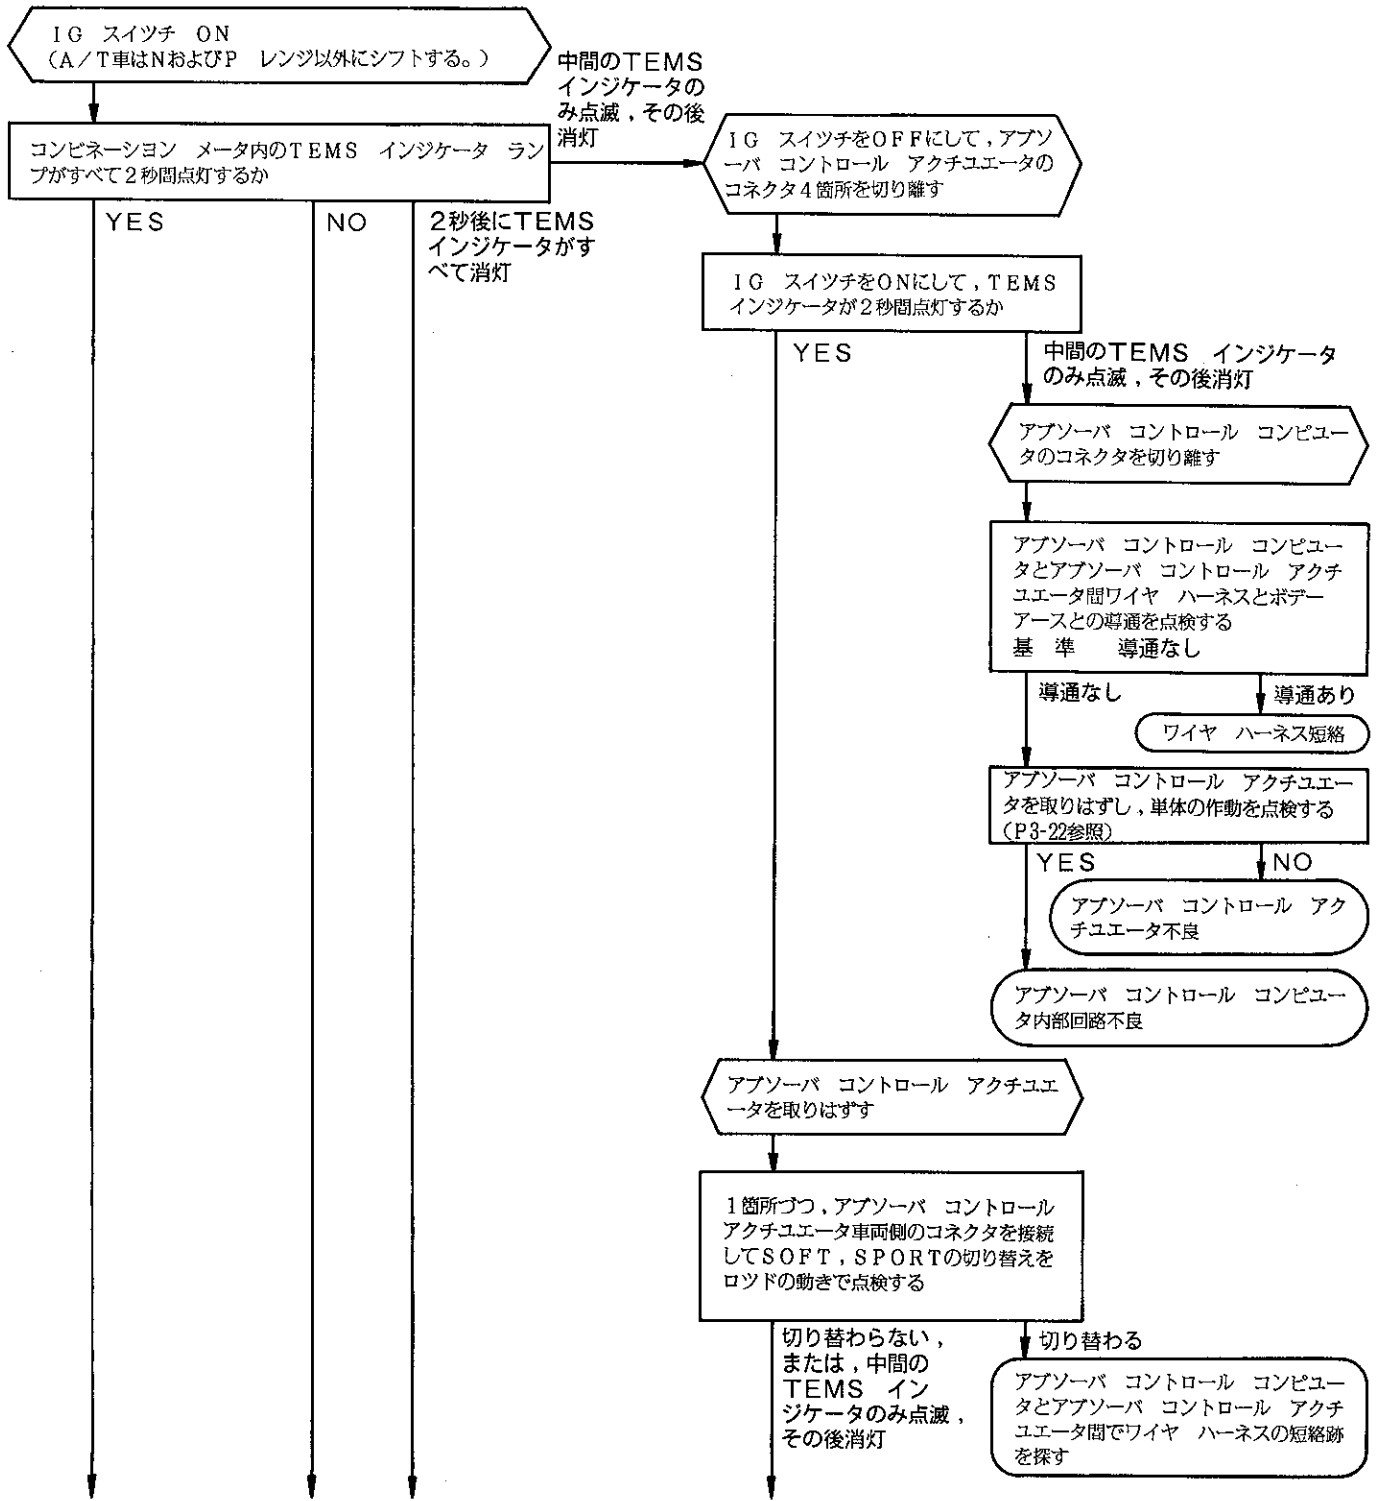 IG スイツチ ON
(A/T車はNおよびP レンジ以外にシフトする。)
中間のTEMS
インジケータの
み点滅,その後
消灯
コンビネーシヨン メータ内のTEMS インジケータ ラン
プがすべて2秒間点灯するか
YES
NO
2秒後にTEMS
インジケータがす
べて消灯
IG スイツチをOFFにして,アブソ
ーバ コントロール アクチユエータの
コネクタ4箇所を切り離す
IG スイツチをONにして,TEMS
インジケータが2秒間点灯するか
YES
中間のTEMS インジケータ
のみ点滅,その後消灯
アブソーバ コントロール コンピユー
タのコネクタを切り離す
アブソーバ コントロール コンピユー
タとアブソーバ コントロール アクチ
ユエータ間ワイヤ ハーネスとボデー
アースとの導通を点検する
基 準 導通なし
導通なし
導通あり
ワイヤ ハーネス短絡
アブソーバ コントロール アクチユエー
タを取りはずし,単体の作動を点検する
(P3-22参照)
YES
NO
アブソーバ コントロール アク
チユエータ不良
アブソーバ コントロール コンピユー
タ内部回路不良
アブソーバ コントロール アクチユエ
ータを取りはずす
1箇所づつ,アブソーバ コントロール
アクチユエータ車両側のコネクタを接続
してSOFT,SPORTの切り替えを
ロツドの動きで点検する
切り替わらない,
または,中間の
TEMS イン
ジケータのみ点滅,
その後消灯
切り替わる
アブソーバ コントロール コンピユー
タとアブソーバ コントロール アクチ
ユエータ間でワイヤ ハーネスの短絡跡
を探す